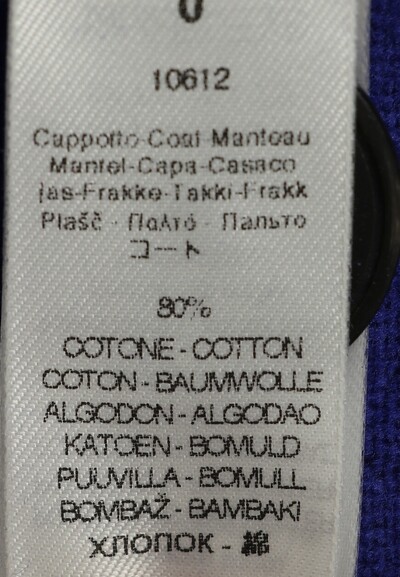 0
10612
Cappotto-Coat-Manteau
Mantel-Capa-Casaco
Jas-Frakke-Takki-Frakk
Plašč - Παλτό - Пальто
コート
80%
COTONE - COTTON
COTON - BAUMWOLLE
ALGODON - ALGODAO
KATOEN - BOMULD
PUUVILLA - BOMULL
BOMBAŽ - BAMBAKI
ХЛОПОК - 綿